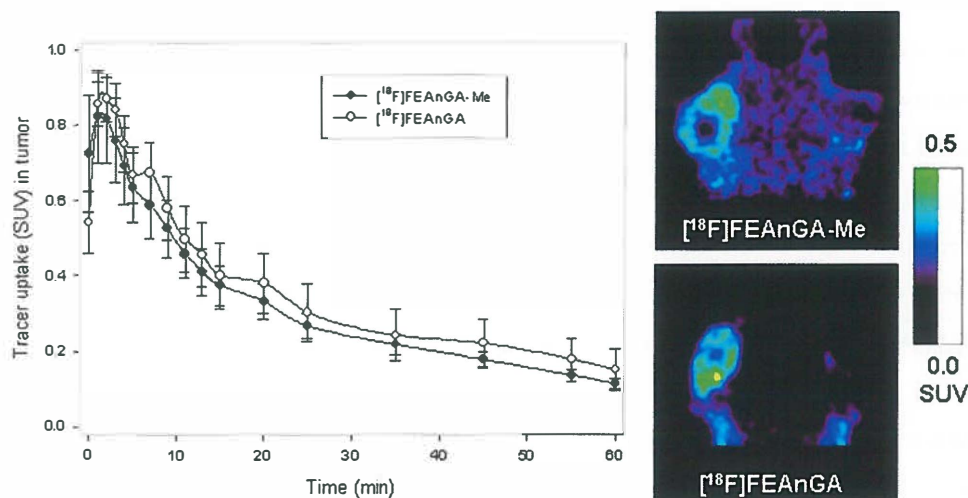 Tracer uptake (SUV) in tumor
1.0
0.8
0.6
0.4
0.2
0.0
[¹⁸F]FEAnGA-Me
[¹⁸F]FEAnGA
0
10
20
30
40
50
60
Time (min)
[¹⁸F]FEAnGA-Me
[¹⁸F]FEAnGA
0.5
0.0
SUV